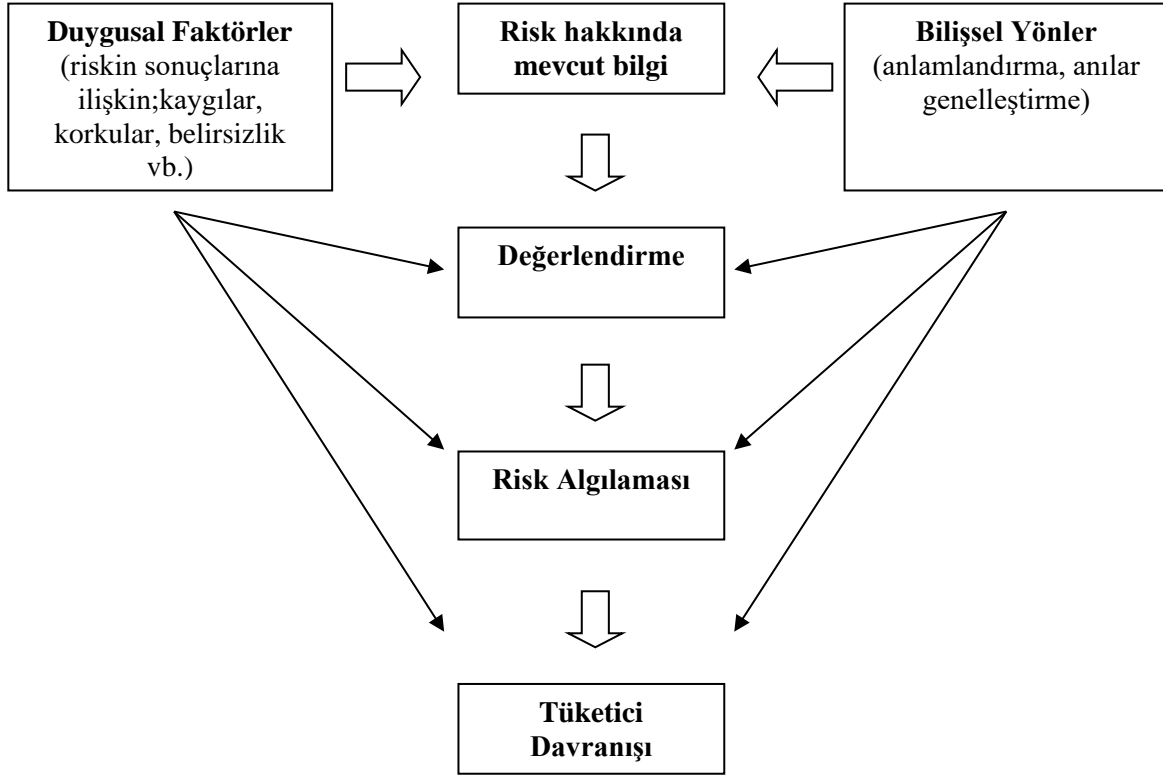 Duygusal Faktörler
(riskin sonuçlarına
ilişkin;kaygılar,
korkular, belirsizlik
vb.)
Risk hakkında
mevcut bilgi
Bilişsel Yönler
(anlamlandırma, anılar
genelleştirme)
Değerlendirme
Risk Algılaması
Tüketici
Davranışı